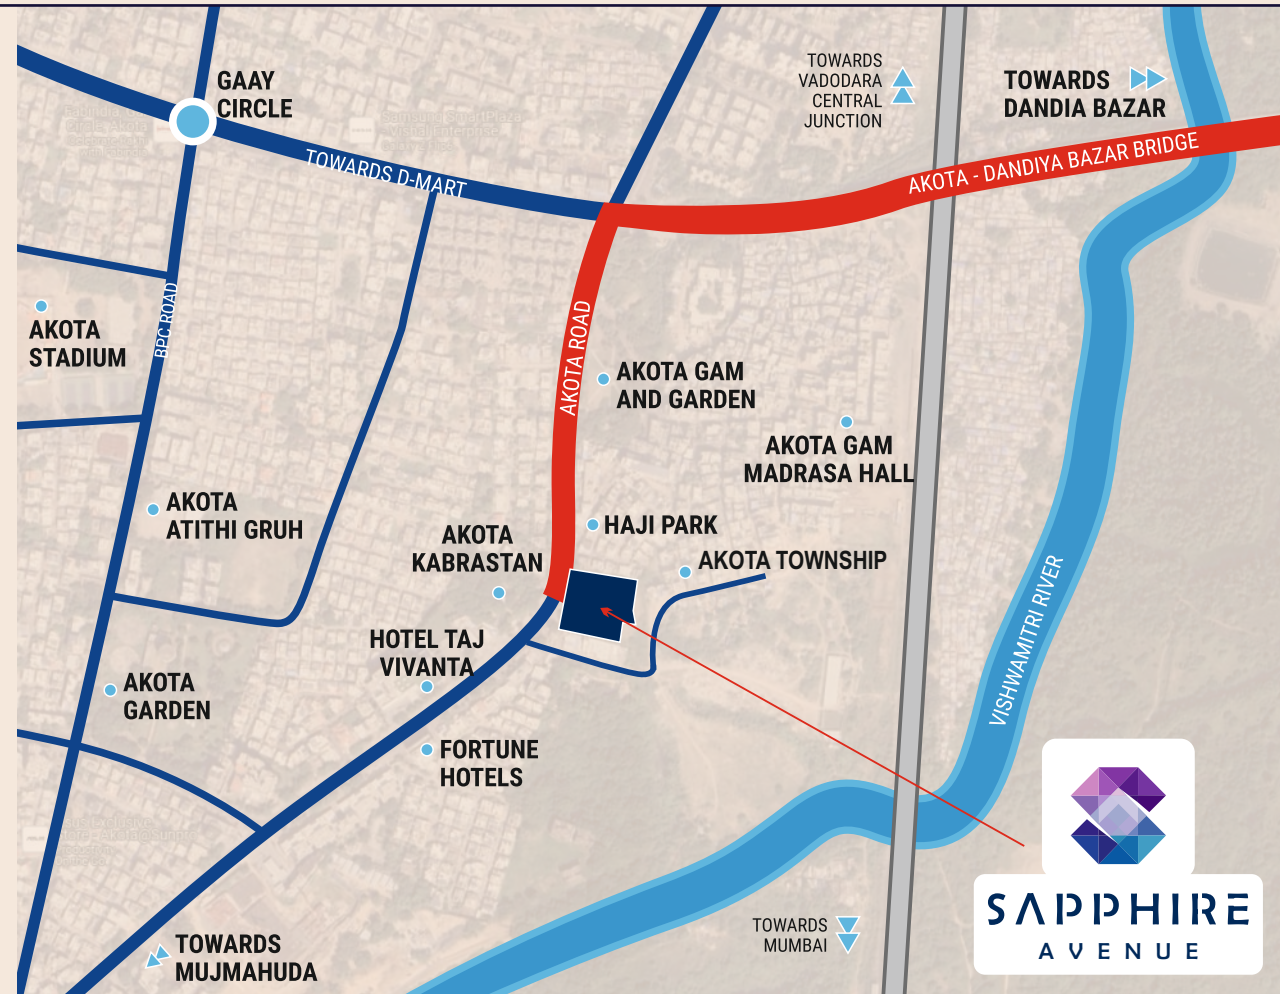 GAAY
CIRCLE
TOWARDS
VADODARA
CENTRAL
JUNCTION
TOWARDS
DANDIA BAZAR
TOWARDS D-MART
AKOTA - DANDIYA BAZAR BRIDGE
BPC ROAD
AKOTA
STADIUM
AKOTA ROAD
AKOTA GAM
AND GARDEN
AKOTA GAM
MADRASA HALL
AKOTA
ATITHI GRUH
AKOTA
KABRASTAN
HAJI PARK
AKOTA TOWNSHIP
HOTEL TAJ
VIVANTA
VISHWAMITRI RIVER
AKOTA
GARDEN
FORTUNE
HOTELS
TOWARDS
MUMBAI
TOWARDS
MUJMAHUDA
SAPPHIRE
AVENUE